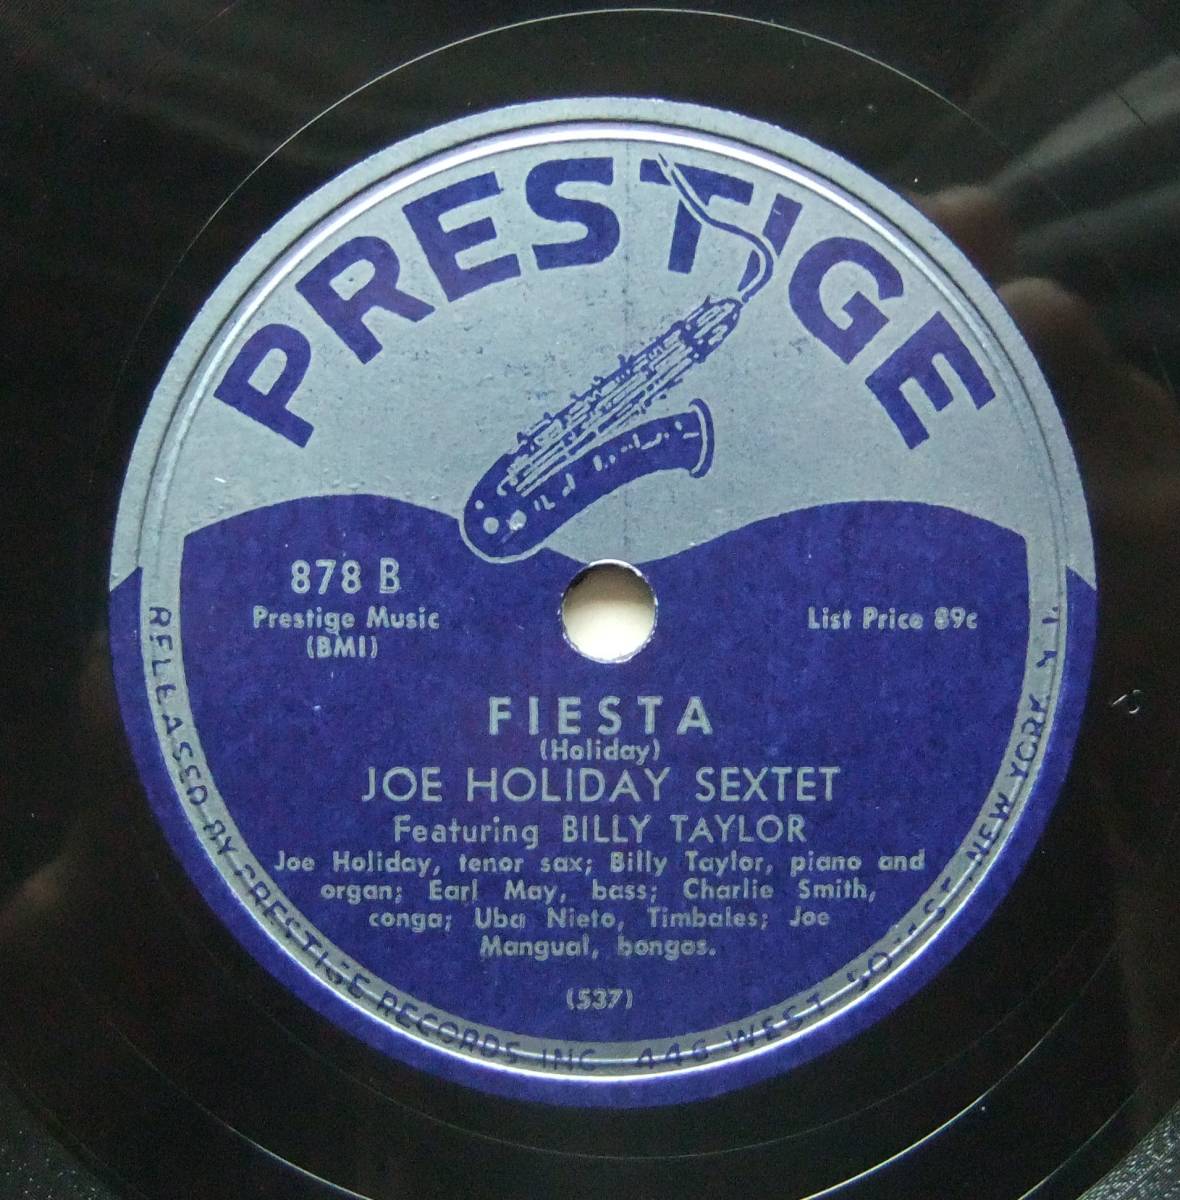 PRESTIGE
878 B
Prestige Music
(BMI)
List Price 89c
FIESTA
(Holiday)
JOE HOLIDAY SEXTET
Featuring BILLY TAYLOR
Joe Holiday, tenor sax; Billy Taylor, piano and
organ; Earl May, bass; Charlie Smith,
conga; Uba Nieto, Timbales; Joe
Mangual, bongos.
(537)
RELEASED BY PRESTIGE RECORDS INC 446 WEST 50 ST. NEW YORK